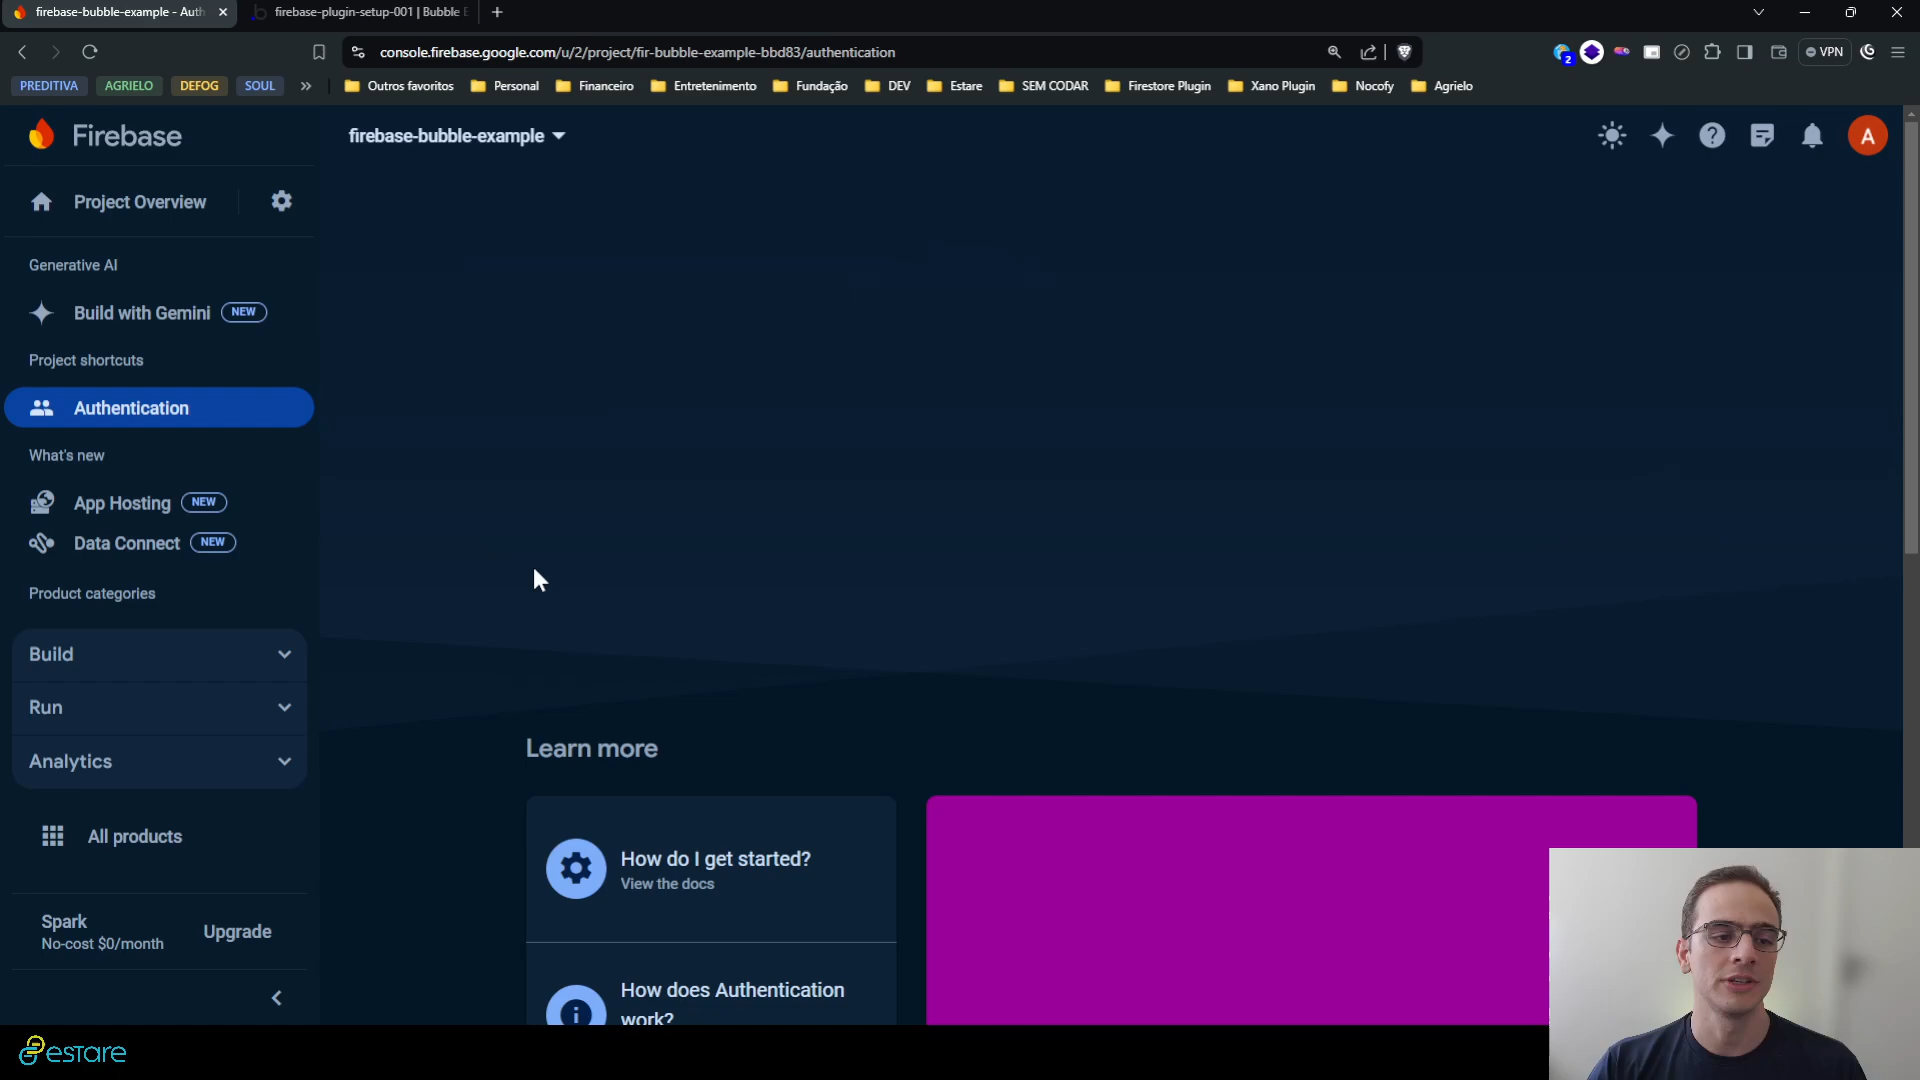 firebase-bubble-example - Auth
firebase-plugin-setup-001 | Bubble E
console.firebase.google.com/u/2/project/fir-bubble-example-bbd83/authentication
2
VPN
PREDITIVA
AGRIELO
DEFOG
SOUL
Outros favoritos
Personal
Financeiro
Entretenimento
Fundação
DEV
Estare
SEM CODAR
Firestore Plugin
Xano Plugin
Nocofy
Agrielo
Firebase
firebase-bubble-example
A
Project Overview
Generative AI
Build with Gemini NEW
Project shortcuts
Authentication
What's new
App Hosting NEW
Data Connect NEW
Product categories
Build
Run
Analytics
All products
Spark
No-cost $0/month
Upgrade
Learn more
How do I get started?
View the docs
How does Authentication
work?
estare